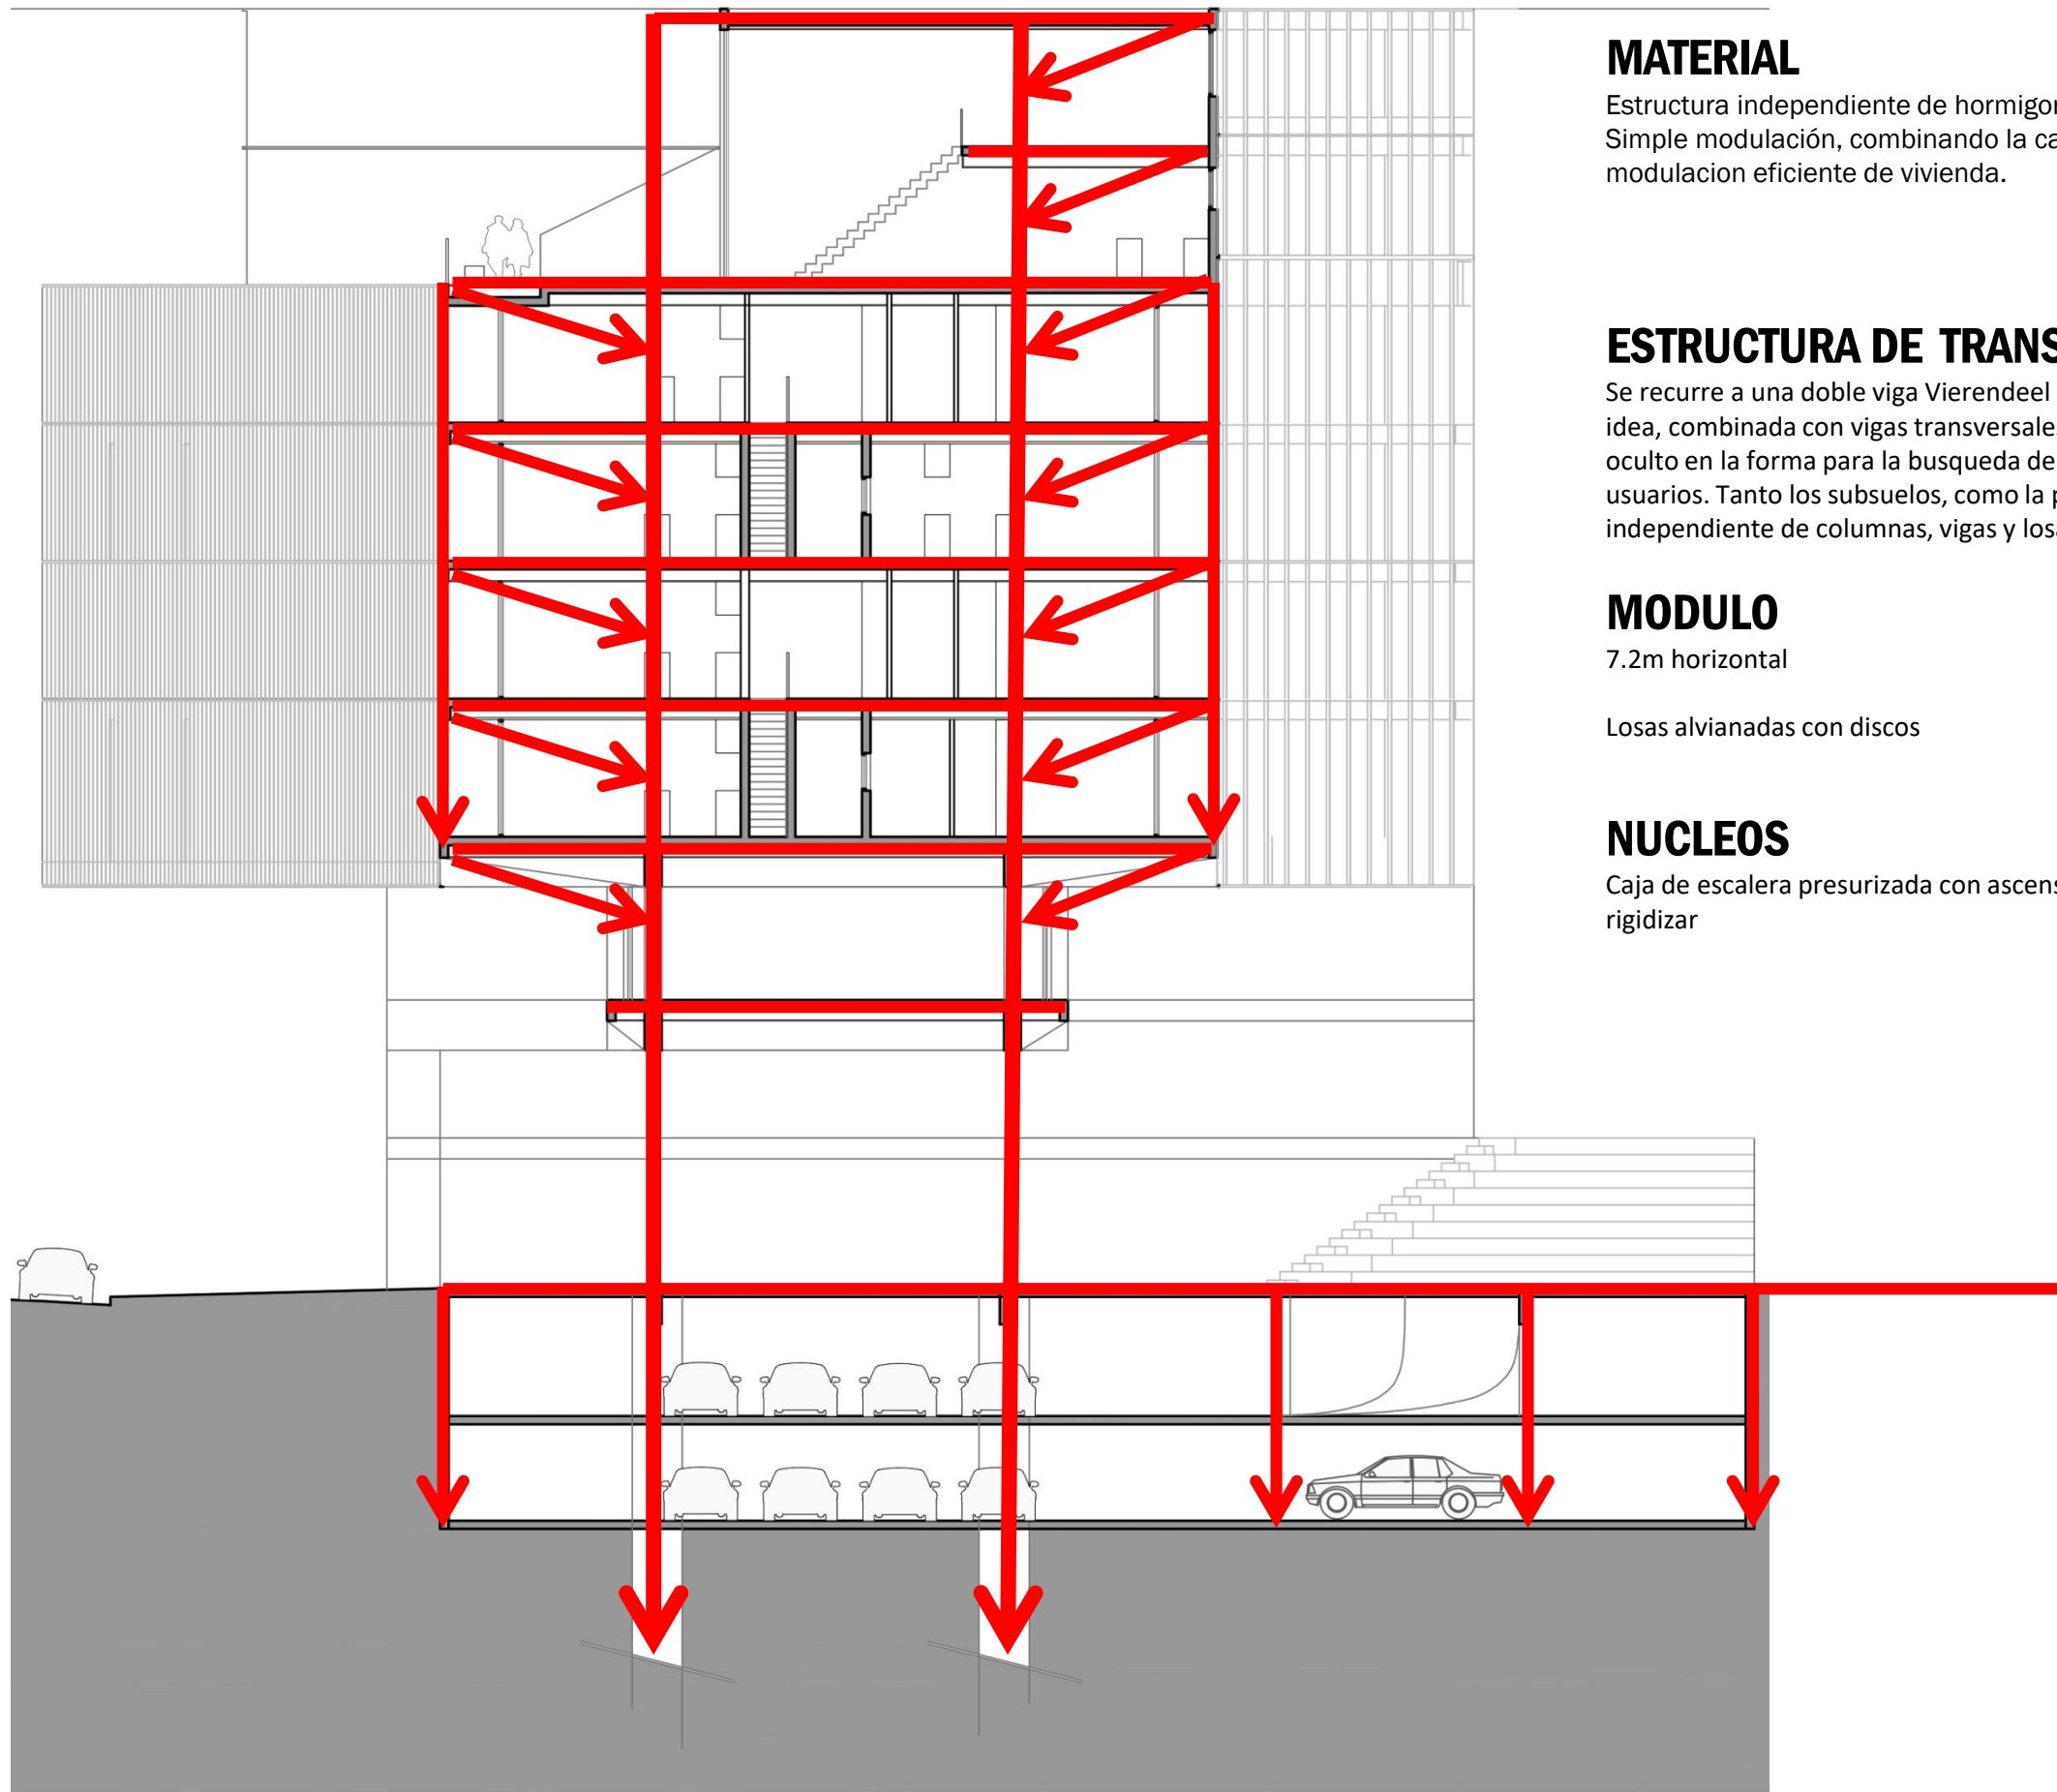 MATERIAL
Estructura independiente de hormigon
Simple modulación, combinando la ca
modulacion eficiente de vivienda.
ESTRUCTURA DE TRANS
Se recurre a una doble viga Vierendeel
idea, combinada con vigas transversale
oculto en la forma para la busqueda de
usuarios. Tanto los subsuelos, como la p
independiente de columnas, vigas y losa
MODULO
7.2m horizontal
Losas alvianadas con discos
NUCLEOS
Caja de escalera presurizada con ascens
rigidizar